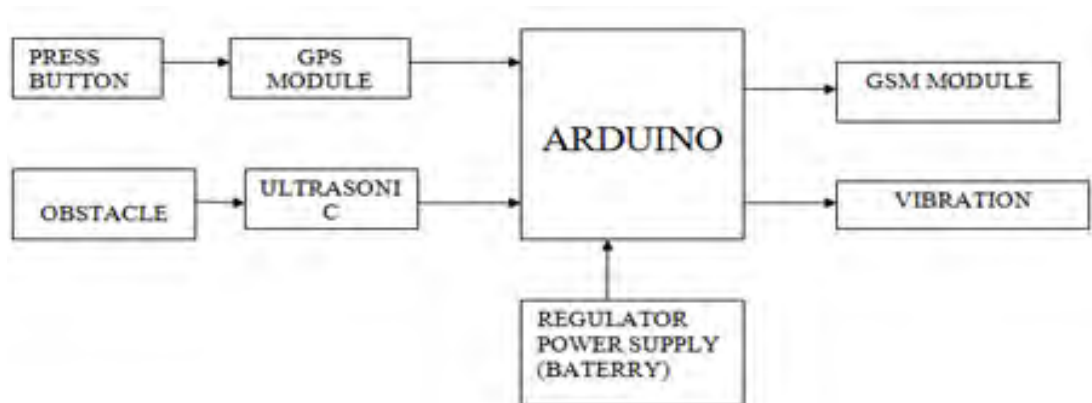 PRESS
BUTTON
GPS
MODULE
ARDUINO
GSM MODULE
OBSTACLE
ULTRASONI
C
VIBRATION
REGULATOR
POWER SUPPLY
(BATERRY)